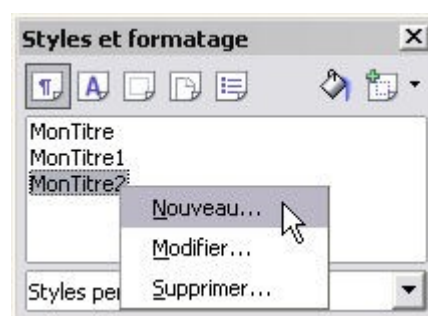 Styles et formatage
MonTitre
MonTitre1
MonTitre2
Nouveau...
Modifier...
Supprimer...
Styles per